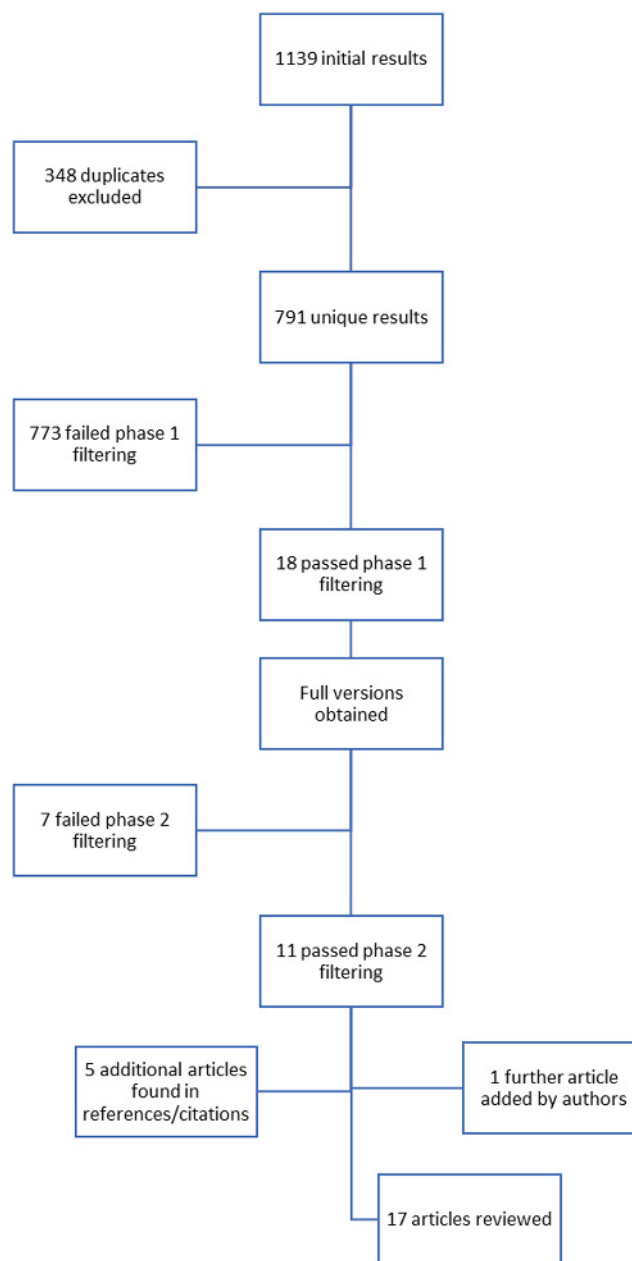 1139 initial results
348 duplicates
excluded
791 unique results
773 failed phase 1
filtering
18 passed phase 1
filtering
Full versions
obtained
7 failed phase 2
filtering
11 passed phase 2
filtering
5 additional articles
found in
references/citations
1 further article
added by authors
17 articles reviewed